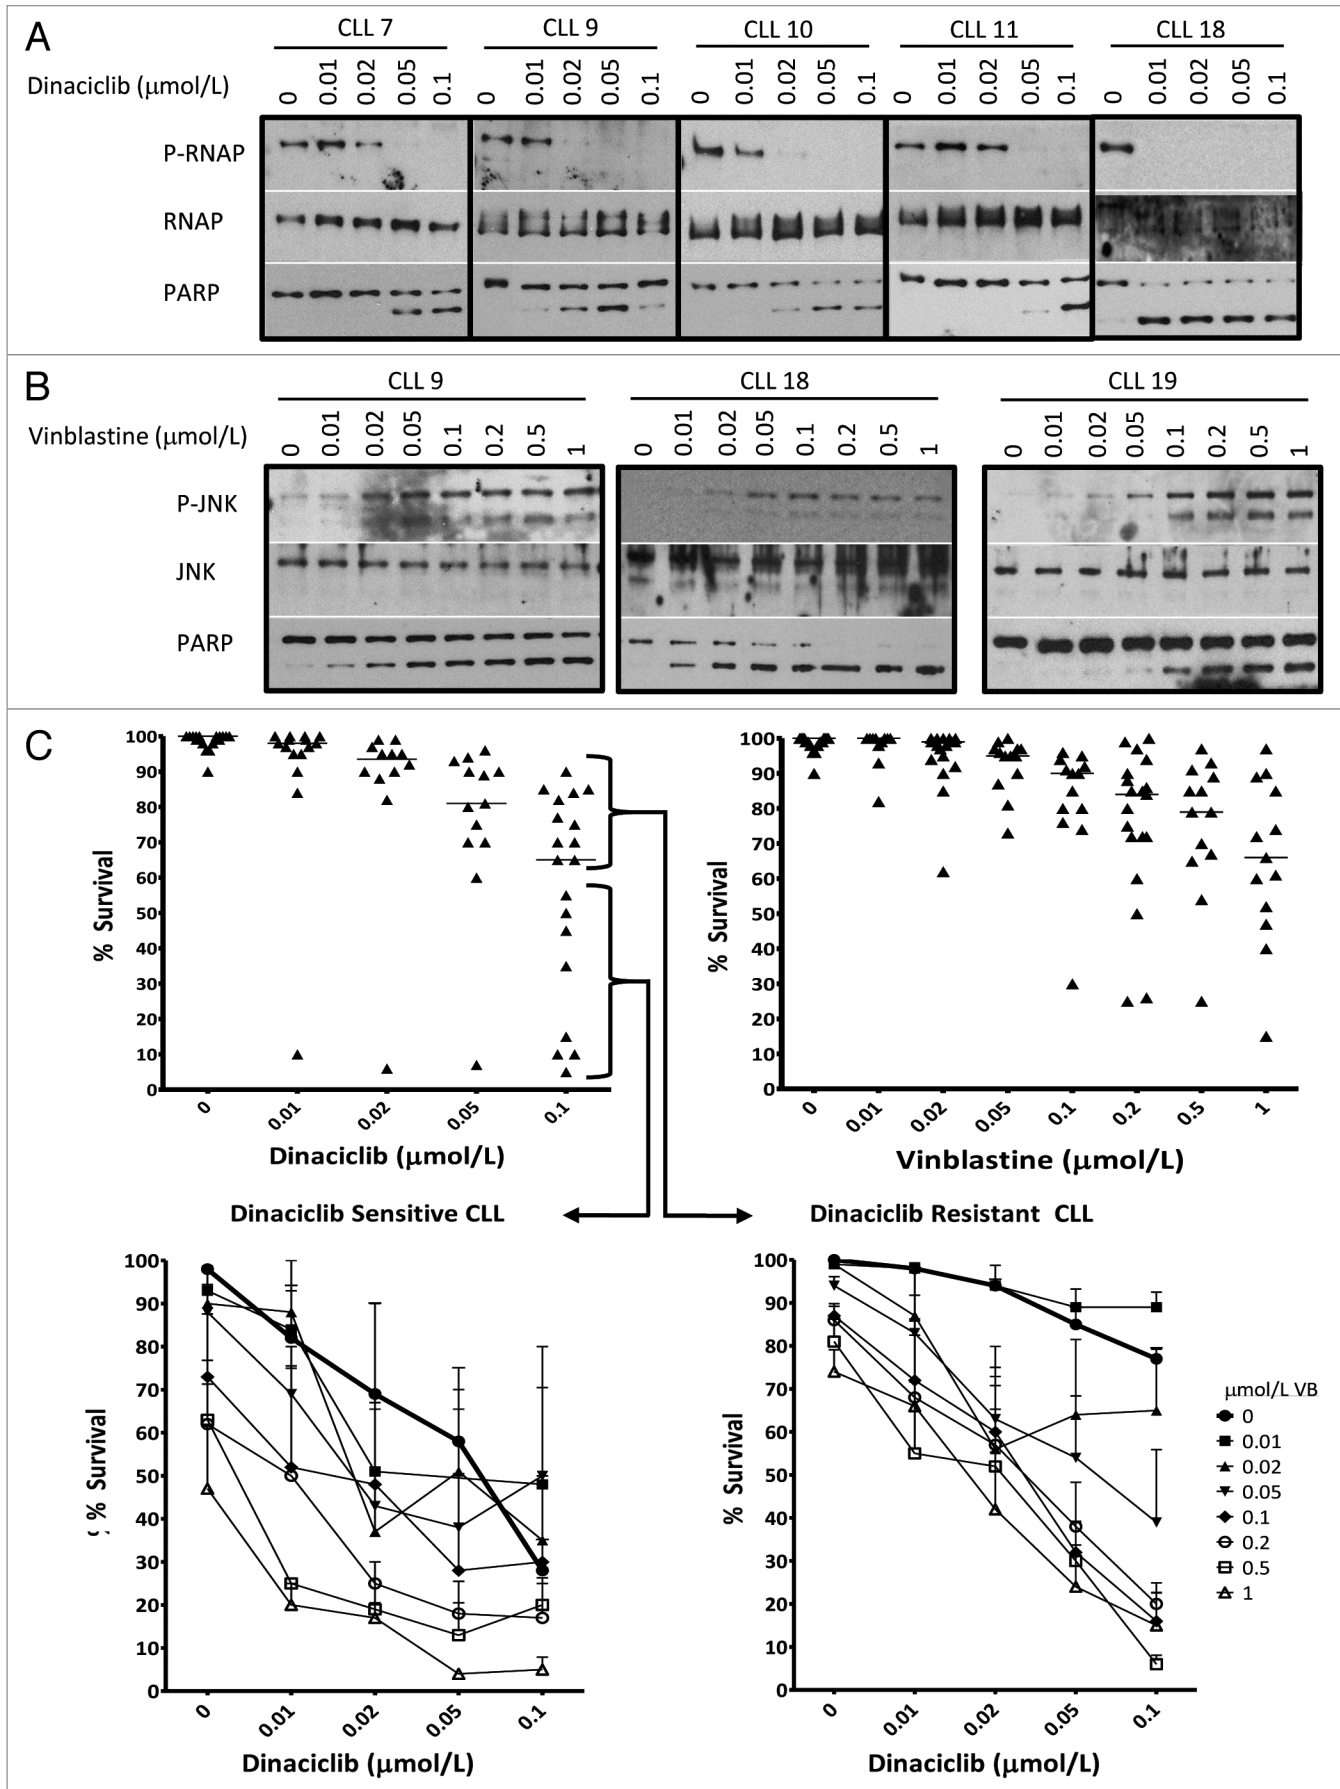 A
CLL 7
CLL 9
CLL 10
CLL 11
CLL 18
Dinaciclib (μmol/L)
0 0.01 0.02 0.05 0.1
0 0.01 0.02 0.05 0.1
0 0.01 0.02 0.05 0.1
0 0.01 0.02 0.05 0.1
0 0.01 0.02 0.05 0.1
P-RNAP
RNAP
PARP
B
CLL 9
CLL 18
CLL 19
Vinblastine (μmol/L)
0 0.01 0.02 0.05 0.1 0.2 0.5 1
0 0.01 0.02 0.05 0.1 0.2 0.5 1
0 0.01 0.02 0.05 0.1 0.2 0.5 1
P-JNK
JNK
PARP
C
% Survival
100
90
80
70
60
50
40
30
20
10
0
0 0.01 0.02 0.05 0.1
Dinaciclib (μmol/L)
% Survival
100
90
80
70
60
50
40
30
20
10
0
0 0.01 0.02 0.05 0.1 0.2 0.5 1
Vinblastine (μmol/L)
Dinaciclib Sensitive CLL
Dinaciclib Resistant CLL
% Survival
100
90
80
70
60
50
40
30
20
10
0
0 0.01 0.02 0.05 0.1
Dinaciclib (μmol/L)
% Survival
100
90
80
70
60
50
40
30
20
10
0
0 0.01 0.02 0.05 0.1
Dinaciclib (μmol/L)
μmol/L VB
0
0.01
0.02
0.05
0.1
0.2
0.5
1